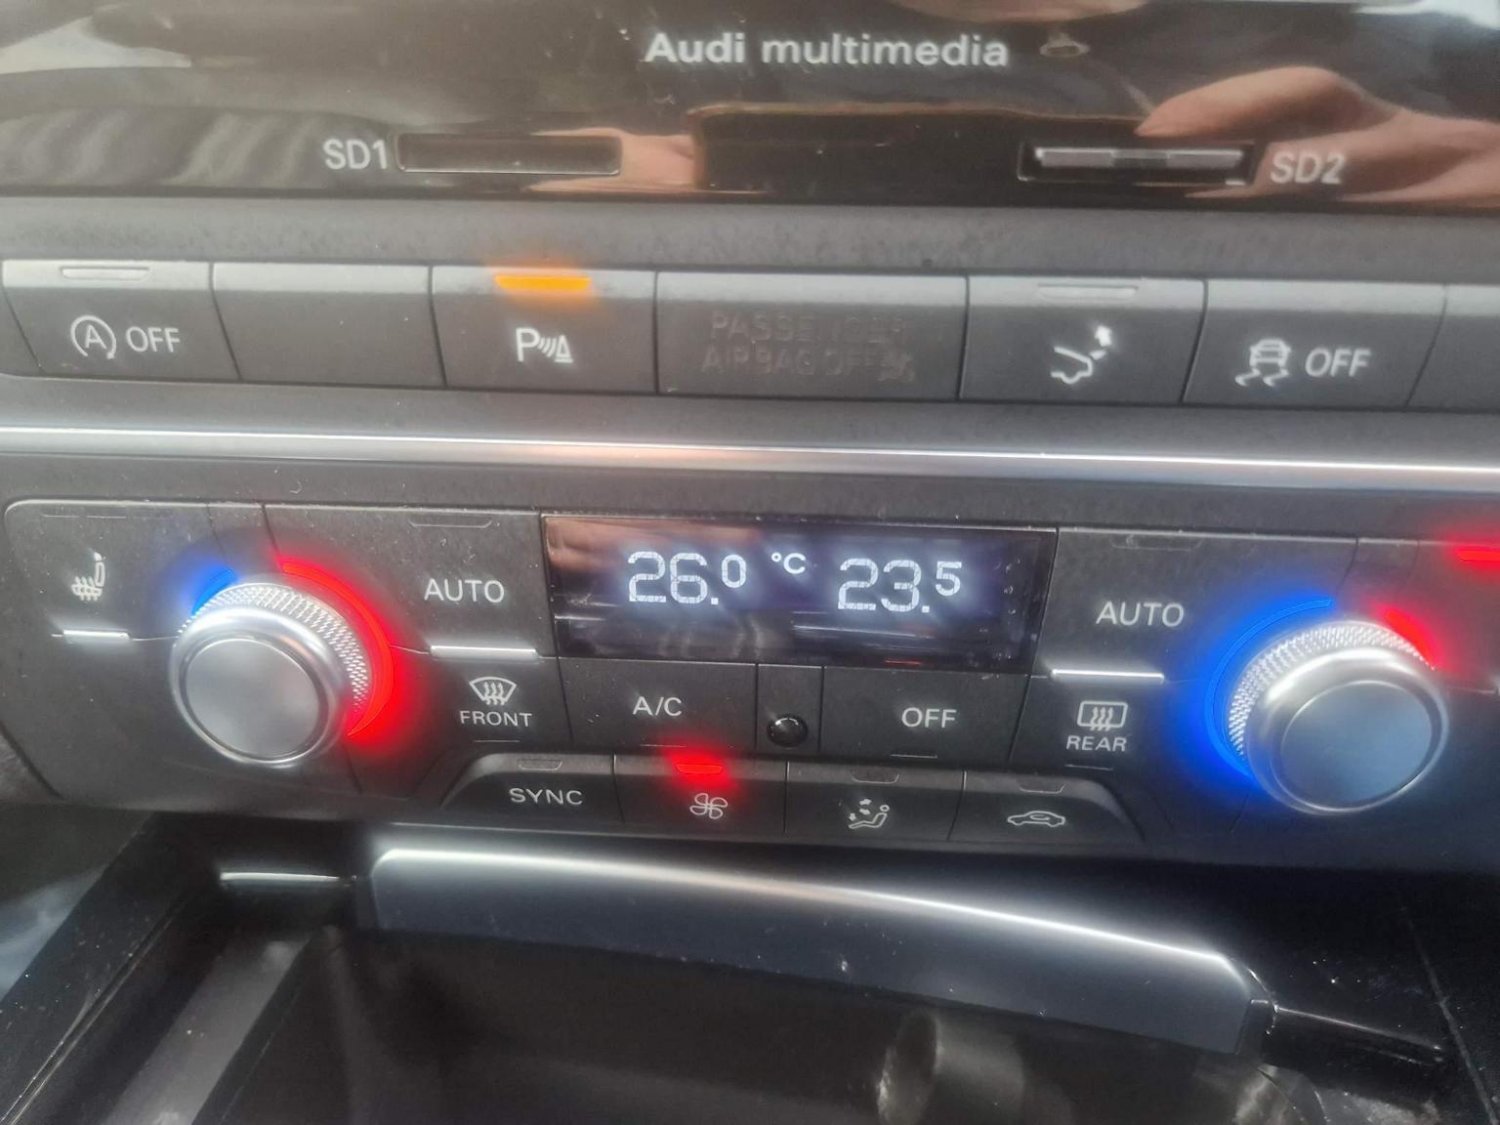 Audi multimedia
SD1
SD2
A OFF
P
PASSENGER
AIRBAG OFF
OFF
AUTO
26.0 °C 23.5
AUTO
FRONT
A/C
OFF
REAR
SYNC